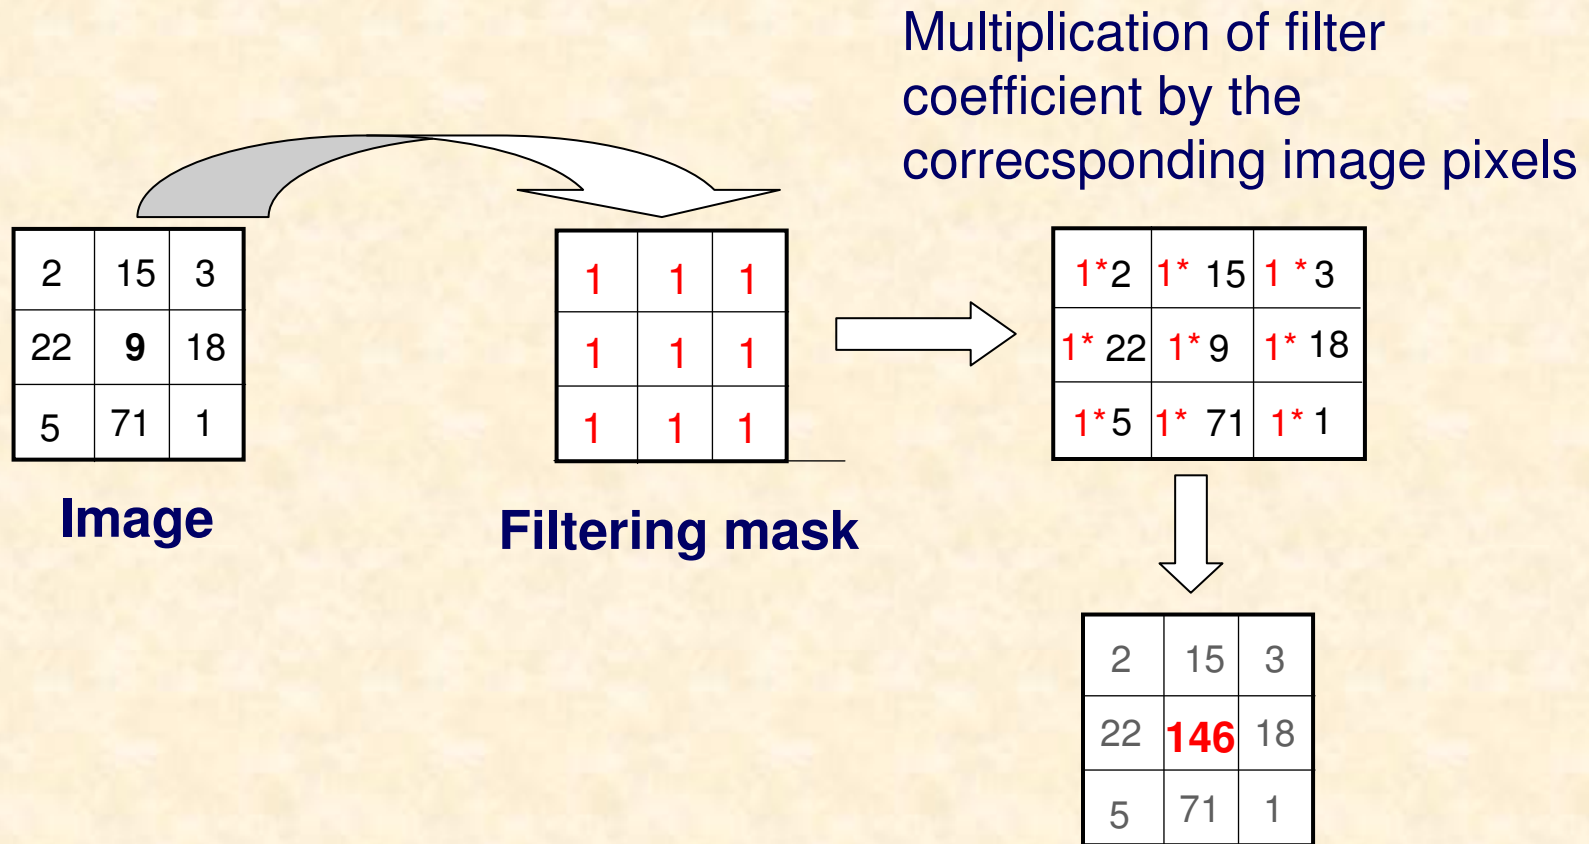 Multiplication of filter
coefficient by the
correcsponding image pixels
2 15 3
22 9 18
5 71 1
Image
1 1 1
1 1 1
1 1 1
Filtering mask
1*2 1* 15 1 *3
1* 22 1* 9 1* 18
1*5 1* 71 1* 1
2 15 3
22 146 18
5 71 1